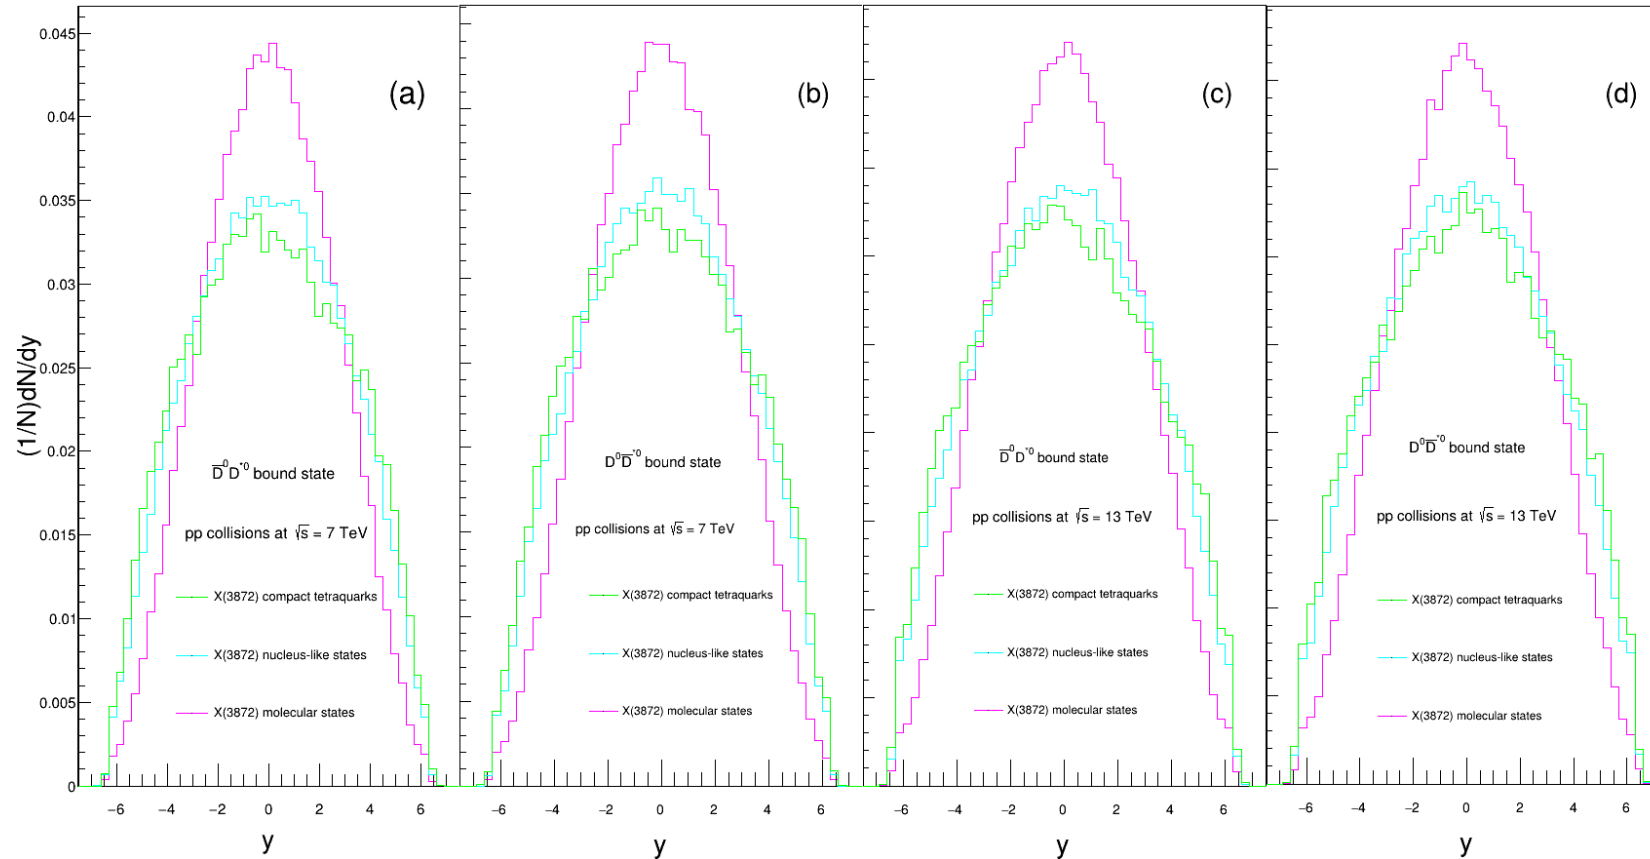 (1/N)dN/dy
0.045
0.04
0.035
0.03
0.025
0.02
0.015
0.01
0.005
0
(a)
D̅⁰D*⁰ bound state
pp collisions at √s = 7 TeV
X(3872) compact tetraquarks
X(3872) nucleus-like states
X(3872) molecular states
−6 −4 −2 0 2 4 6
y
(b)
D⁰D̅*⁰ bound state
pp collisions at √s = 7 TeV
X(3872) compact tetraquarks
X(3872) nucleus-like states
X(3872) molecular states
−6 −4 −2 0 2 4 6
y
(c)
D̅⁰D*⁰ bound state
pp collisions at √s = 13 TeV
X(3872) compact tetraquarks
X(3872) nucleus-like states
X(3872) molecular states
−6 −4 −2 0 2 4 6
y
(d)
D⁰D̅*⁰ bound state
pp collisions at √s = 13 TeV
X(3872) compact tetraquarks
X(3872) nucleus-like states
X(3872) molecular states
−6 −4 −2 0 2 4 6
y